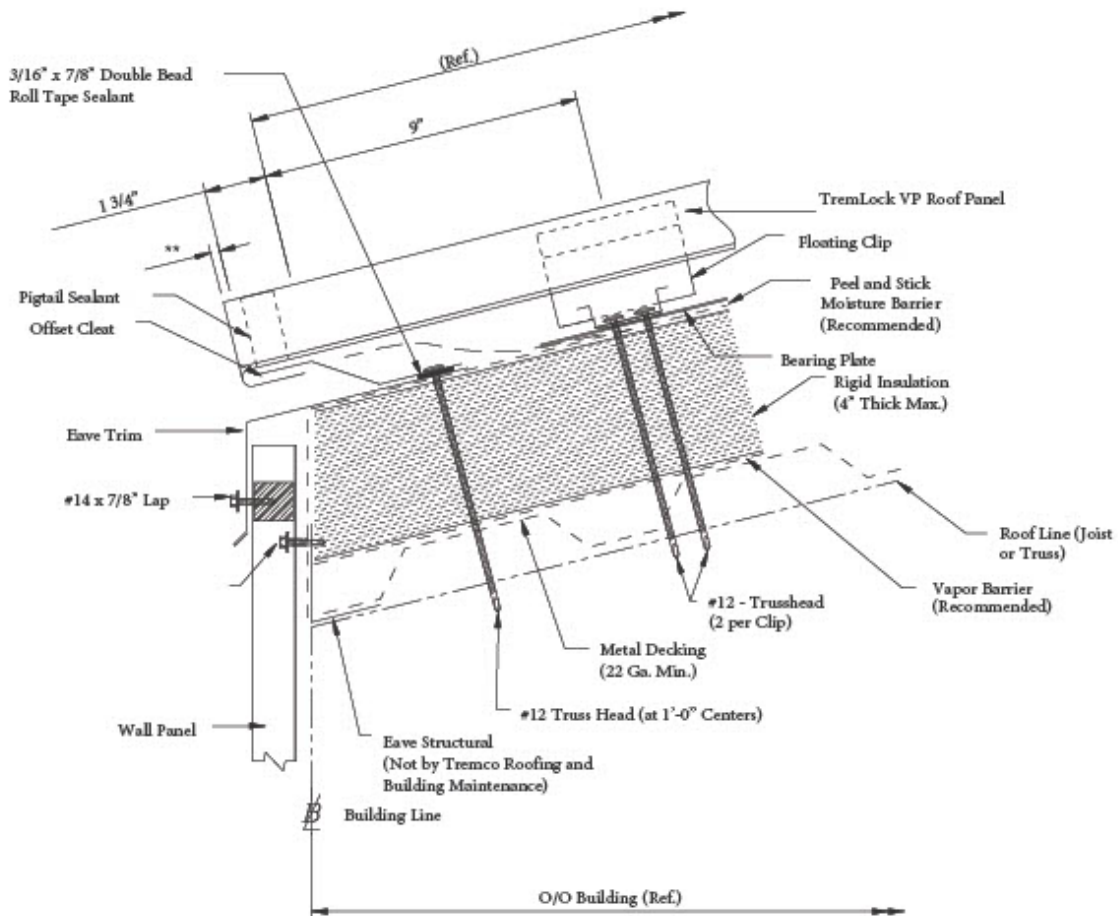 (Ref.)
3/16" x 7/8" Double Bead
Roll Tape Sealant
9"
1 3/4"
**
TremLock VP Roof Panel
Floating Clip
Pigtail Sealant
Offset Cleat
Peel and Stick
Moisture Barrier
(Recommended)
Bearing Plate
Rigid Insulation
(4" Thick Max.)
Eave Trim
#14 x 7/8" Lap
Roof Line (Joist
or Truss)
Vapor Barrier
(Recommended)
#12 - Trusshead
(2 per Clip)
Metal Decking
(22 Ga. Min.)
#12 Truss Head (at 1'-0" Centers)
Wall Panel
Eave Structural
(Not by Tremco Roofing and
Building Maintenance)
B Building Line
O/O Building (Ref.)